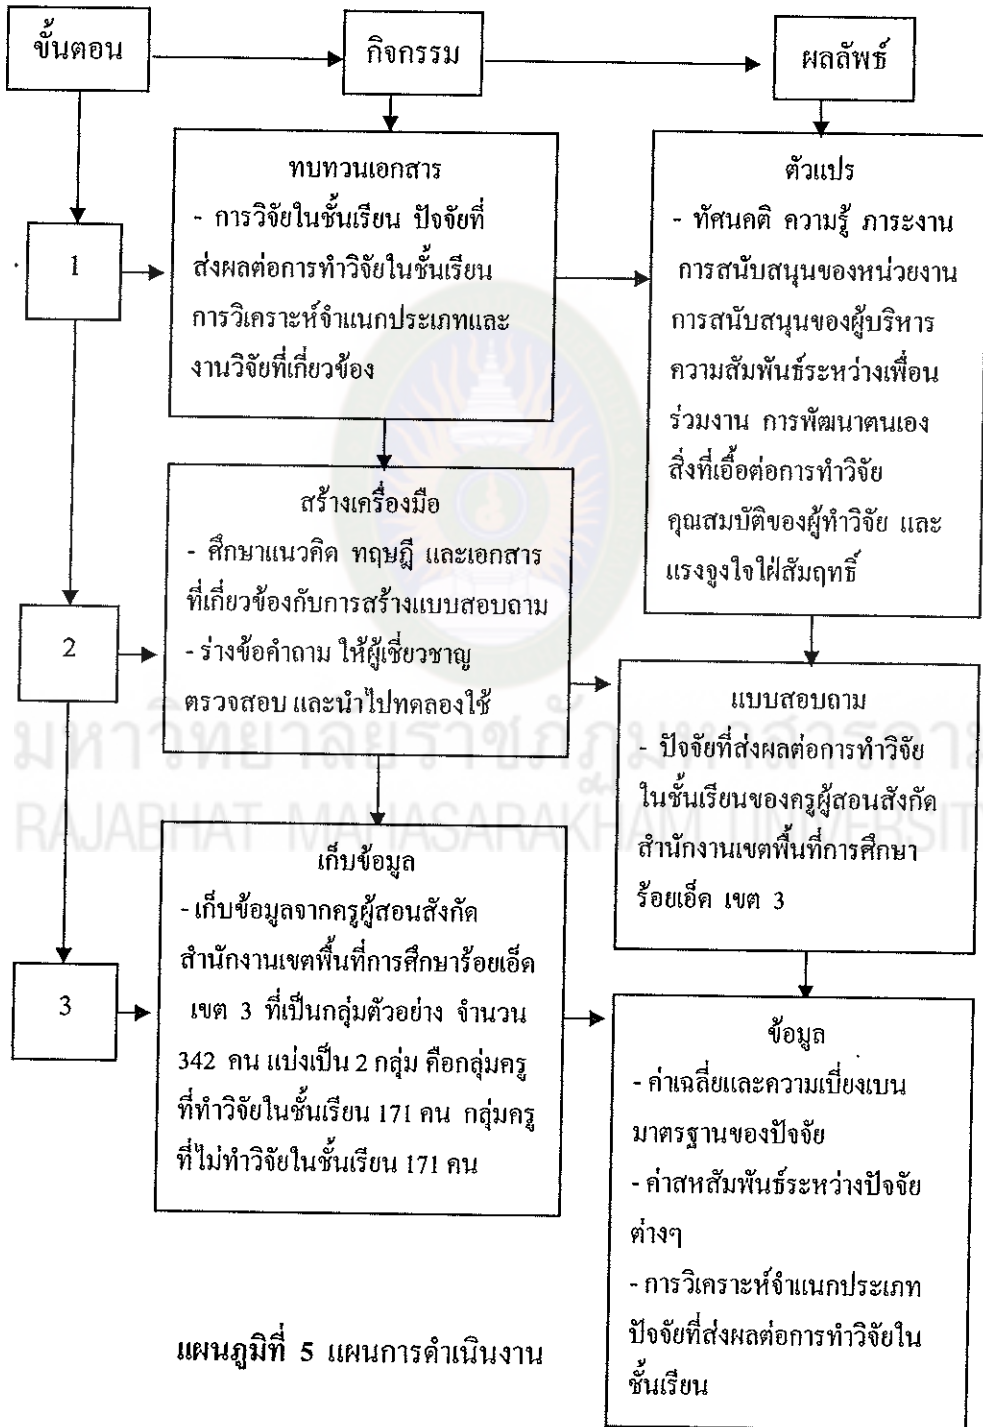 ขั้นตอน
กิจกรรม
ผลลัพธ์
1
ทบทวนเอกสาร
- การวิจัยในชั้นเรียน ปัจจัยที่
ส่งผลต่อการทำวิจัยในชั้นเรียน
การวิเคราะห์จำแนกประเภทและ
งานวิจัยที่เกี่ยวข้อง
ตัวแปร
- ทัศนคติ ความรู้ ภาระงาน
การสนับสนุนของหน่วยงาน
การสนับสนุนของผู้บริหาร
ความสัมพันธ์ระหว่างเพื่อน
ร่วมงาน การพัฒนาตนเอง
สิ่งที่เอื้อต่อการทำวิจัย
คุณสมบัติของผู้ทำวิจัย และ
แรงจูงใจใฝ่สัมฤทธิ์
2
สร้างเครื่องมือ
- ศึกษาแนวคิด ทฤษฎี และเอกสาร
ที่เกี่ยวข้องกับการสร้างแบบสอบถาม
- ร่างข้อคำถาม ให้ผู้เชี่ยวชาญ
ตรวจสอบ และนำไปทดลองใช้
แบบสอบถาม
- ปัจจัยที่ส่งผลต่อการทำวิจัย
ในชั้นเรียนของครูผู้สอนสังกัด
สำนักงานเขตพื้นที่การศึกษา
ร้อยเอ็ด เขต 3
3
เก็บข้อมูล
- เก็บข้อมูลจากครูผู้สอนสังกัด
สำนักงานเขตพื้นที่การศึกษาร้อยเอ็ด
เขต 3 ที่เป็นกลุ่มตัวอย่าง จำนวน
342 คน แบ่งเป็น 2 กลุ่ม คือกลุ่มครู
ที่ทำวิจัยในชั้นเรียน 171 คน กลุ่มครู
ที่ไม่ทำวิจัยในชั้นเรียน 171 คน
ข้อมูล
- ค่าเฉลี่ยและความเบี่ยงเบน
มาตรฐานของปัจจัย
- ค่าสหสัมพันธ์ระหว่างปัจจัย
ต่างๆ
- การวิเคราะห์จำแนกประเภท
ปัจจัยที่ส่งผลต่อการทำวิจัยใน
ชั้นเรียน
แผนภูมิที่ 5 แผนการดำเนินงาน
มหาวิทยาลัยราชภัฏมหาสารคาม
RAJABHAT MAHASARAKHAM UNIVERSITY